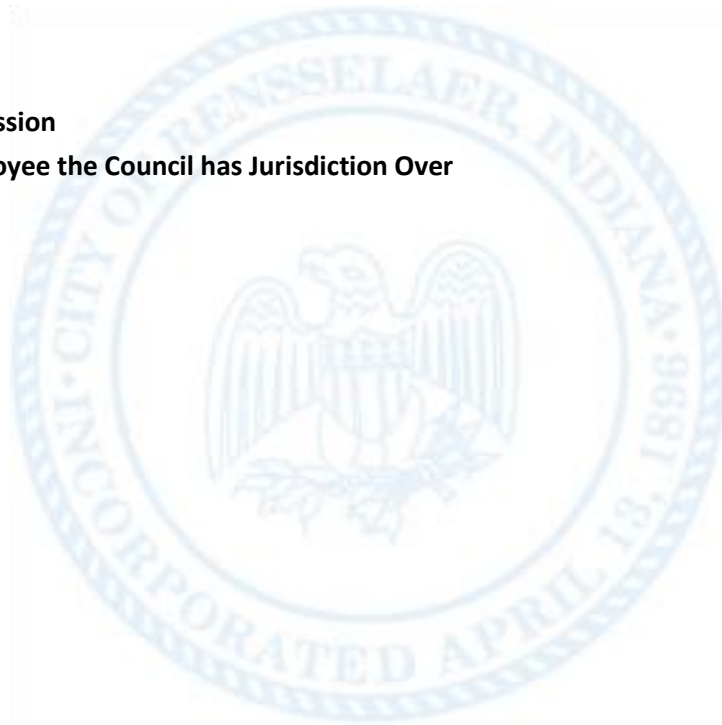 ssion
oyee the Council has Jurisdiction Over
CITY OF RENSSELAER, INDIANA
INCORPORATED APRIL 13, 1896